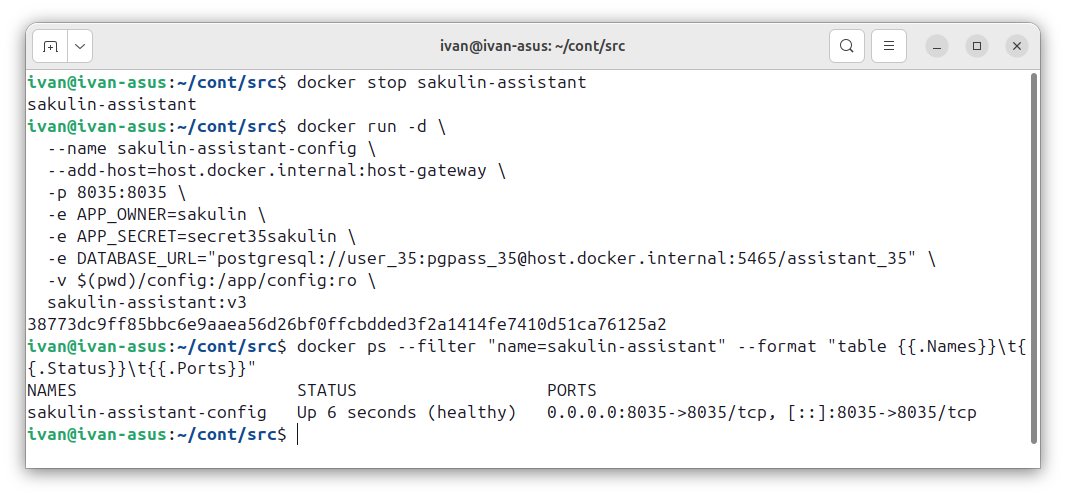 ivan@ivan-asus: ~/cont/src
ivan@ivan-asus:~/cont/src$ docker stop sakulin-assistant
sakulin-assistant
ivan@ivan-asus:~/cont/src$ docker run -d \
  --name sakulin-assistant-config \
  --add-host=host.docker.internal:host-gateway \
  -p 8035:8035 \
  -e APP_OWNER=sakulin \
  -e APP_SECRET=secret35sakulin \
  -e DATABASE_URL="postgresql://user_35:pgpass_35@host.docker.internal:5465/assistant_35" \
  -v $(pwd)/config:/app/config:ro \
  sakulin-assistant:v3
38773dc9ff85bbc6e9aaea56d26bf0ffcbdded3f2a1414fe7410d51ca76125a2
ivan@ivan-asus:~/cont/src$ docker ps --filter "name=sakulin-assistant" --format "table {{.Names}}\t{
{.Status}}\t{{.Ports}}"
NAMES                      STATUS                   PORTS
sakulin-assistant-config   Up 6 seconds (healthy)   0.0.0.0:8035->8035/tcp, [::]:8035->8035/tcp
ivan@ivan-asus:~/cont/src$